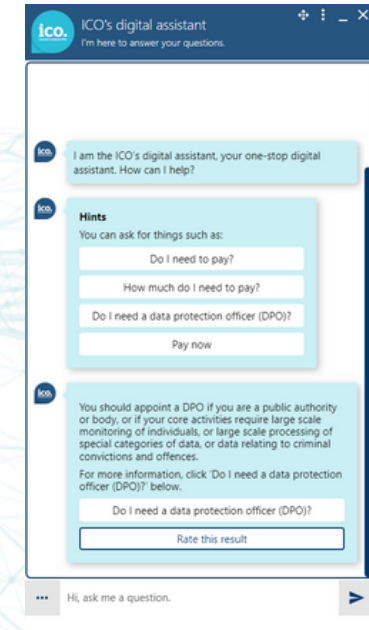 ico.
ICO's digital assistant
I'm here to answer your questions.
ico.
I am the ICO's digital assistant, your one-stop digital
assistant. How can I help?
ico.
Hints
You can ask for things such as:
Do I need to pay?
How much do I need to pay?
Do I need a data protection officer (DPO)?
Pay now
ico.
You should appoint a DPO if you are a public authority
or body, or if your core activities require large scale
monitoring of individuals, or large scale processing of
special categories of data, or data relating to criminal
convictions and offences.
For more information, click 'Do I need a data protection
officer (DPO)?' below.
Do I need a data protection officer (DPO)?
Rate this result
Hi, ask me a question.